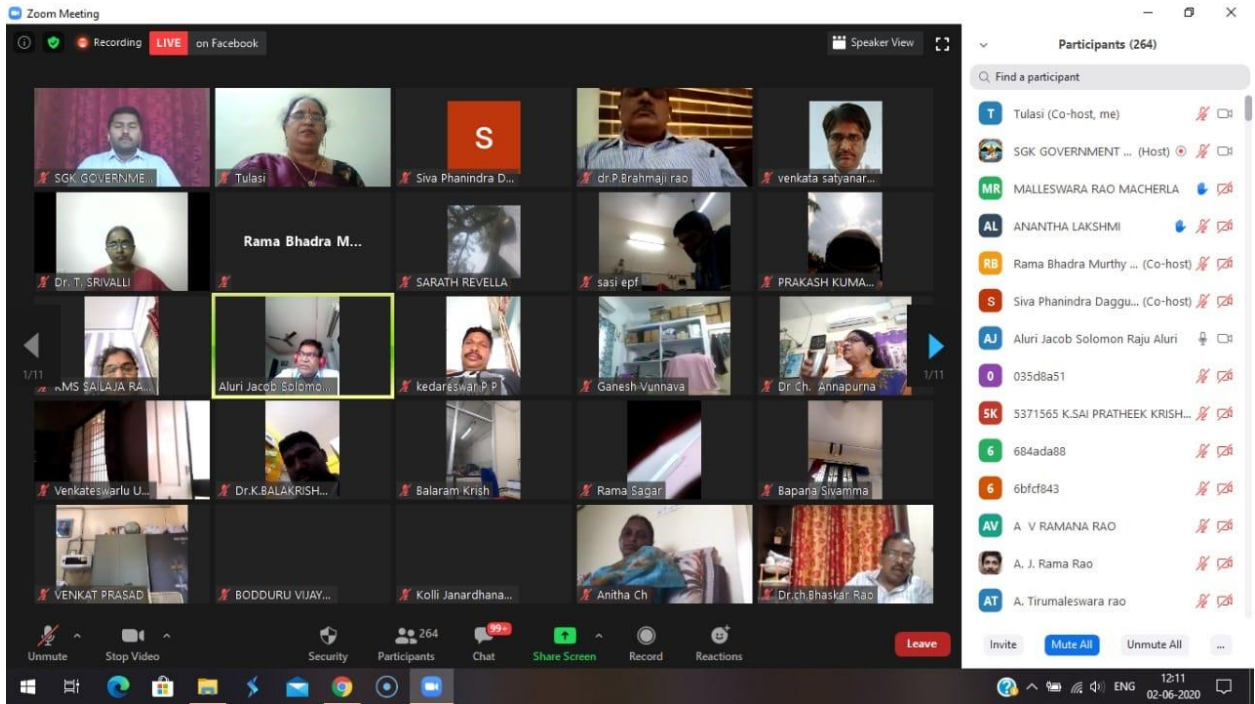 Zoom Meeting
Recording LIVE on Facebook
Speaker View
SGK GOVERNME...
Tulasi
S
Siva Phanindra D...
dr.P.Brahmaji rao
venkata satyanar...
Dr. T. SRIVALLI
Rama Bhadra M...
SARATH REVELLA
sasi epf
PRAKASH KUMA...
1/11
KMS SAILAJA RA...
Aluri Jacob Solomo...
kedareswar P P
Ganesh Vunnava
Dr Ch. Annapurna
1/11
Venkateswarlu U...
Dr.K.BALAKRISH...
Balaram Krish
Rama Sagar
Bapana Sivamma
VENKAT PRASAD
BODDURU VIJAY...
Kolli Janardhana...
Anitha Ch
Dr.ch.Bhaskar Rao
Unmute
Stop Video
Security
264
Participants
99+
Chat
Share Screen
Record
Reactions
Leave
Participants (264)
Find a participant
T Tulasi (Co-host, me)
SGK GOVERNMENT ... (Host)
MR MALLESWARA RAO MACHERLA
AL ANANTHA LAKSHMI
RB Rama Bhadra Murthy ... (Co-host)
S Siva Phanindra Daggu... (Co-host)
AJ Aluri Jacob Solomon Raju Aluri
0 035d8a51
5K 5371565 K.SAI PRATHEEK KRISH...
6 684ada88
6 6bfcf843
AV A V RAMANA RAO
A. J. Rama Rao
AT A. Tirumaleswara rao
Invite Mute All Unmute All ...
ENG
12:11
02-06-2020